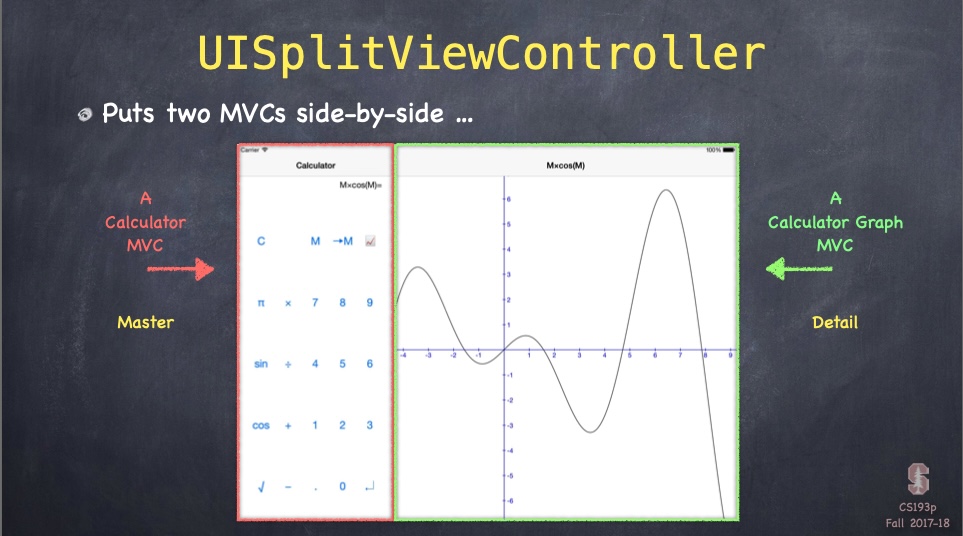 UISplitViewController
Puts two MVCs side-by-side ...
Carrier
100%
Calculator
M×cos(M)
M×cos(M)=
A
Calculator
MVC
Master
C M →M
π × 7 8 9
sin ÷ 4 5 6
cos + 1 2 3
√ − . 0 ↵
6
5
4
3
2
1
-4 -3 -2 -1 1 2 3 4 5 6 7 8 9
-1
-2
-3
-4
-5
-6
A
Calculator Graph
MVC
Detail
S
CS193p
Fall 2017-18